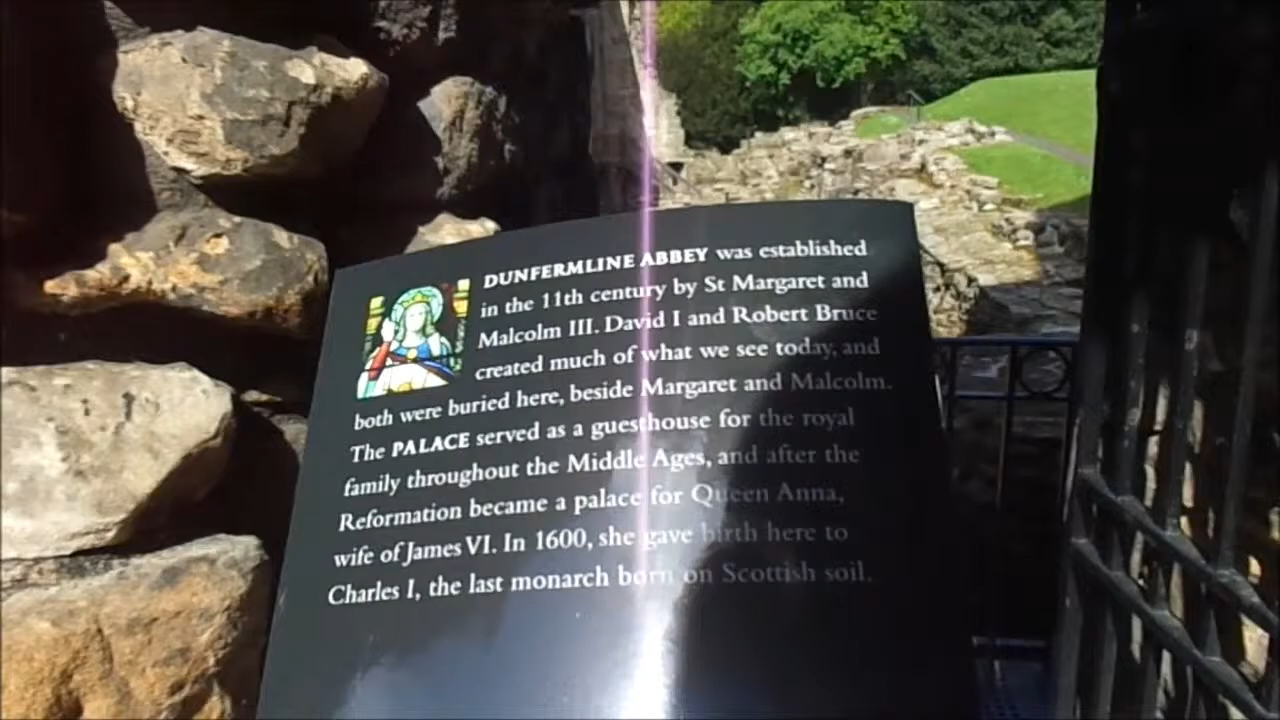 DUNFERMLINE ABBEY was established
in the 11th century by St Margaret and
Malcolm III. David I and Robert Bruce
created much of what we see today, and
both were buried here, beside Margaret and Malcolm.
The PALACE served as a guesthouse for the royal
family throughout the Middle Ages, and after the
Reformation became a palace for Queen Anna,
wife of James VI. In 1600, she gave birth here to
Charles I, the last monarch born on Scottish soil.